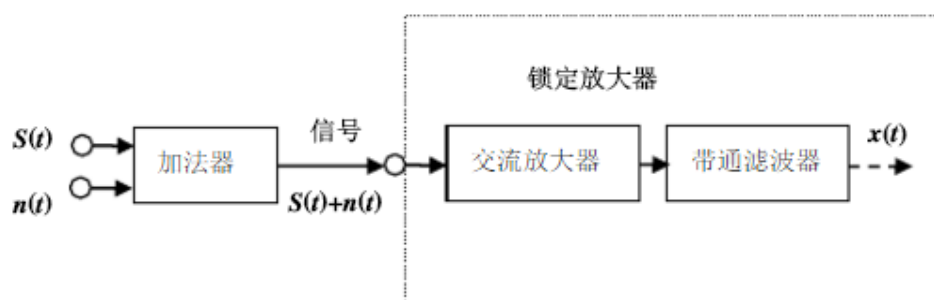 锁定放大器
S(t)
n(t)
加法器
信号
S(t)+n(t)
交流放大器
带通滤波器
x(t)